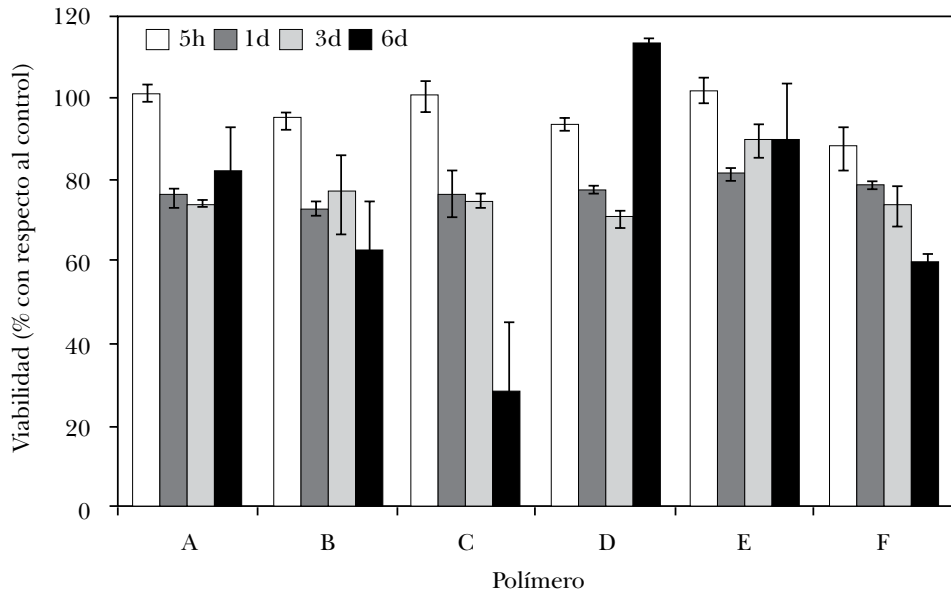 120
100
80
60
40
20
0
Viabilidad (% con respecto al control)
5h 1d 3d 6d
A B C D E F
Polímero